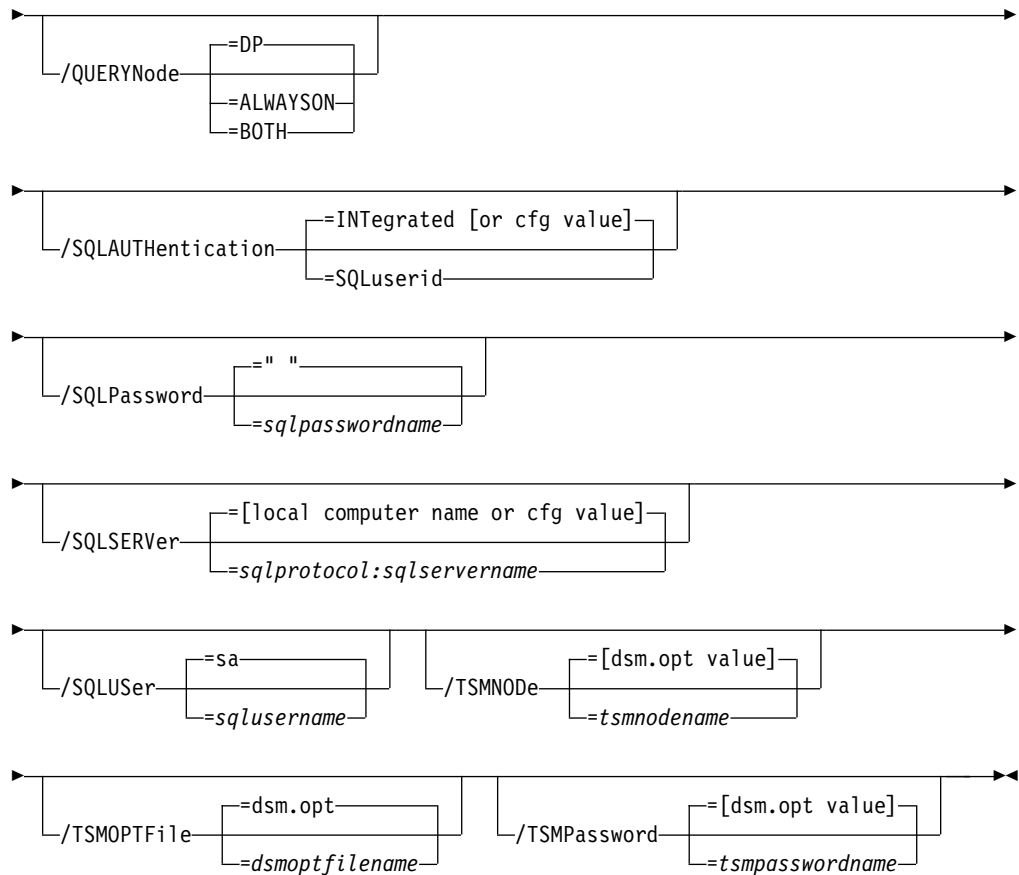 =DP
/QUERYNode
=ALWAYSON
=BOTH
=INTegrated [or cfg value]
/SQLAUTHentication
=SQLuserid
=" "
/SQLPassword
=sqlpasswordname
=[local computer name or cfg value]
/SQLSERVer
=sqlprotocol:sqlservername
=sa =[dsm.opt value]
/SQLUSer /TSMNODe
=sqlusername =tsmnodename
=dsm.opt =[dsm.opt value]
/TSMOPTFile /TSMPassword
=dsmoptfilename =tsmpasswordname